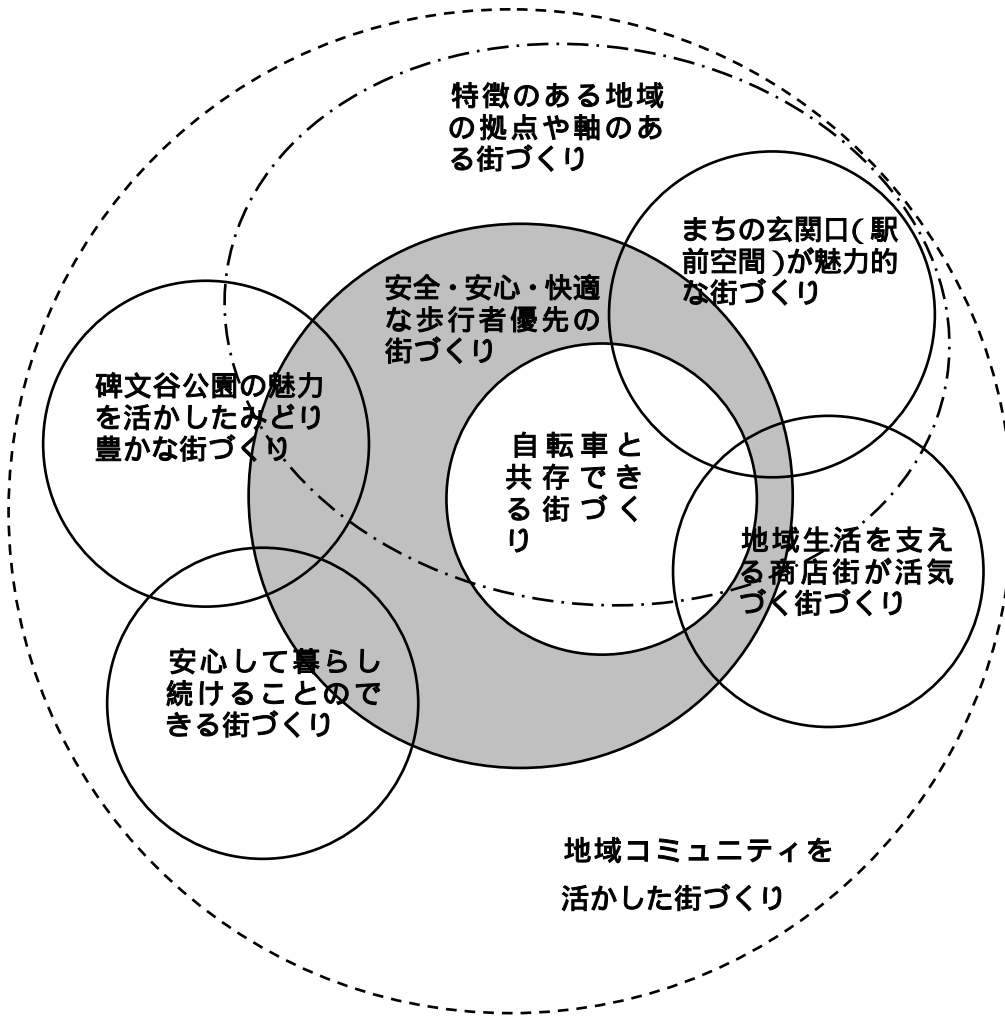 特徴のある地域
の拠点や軸のあ
る街づくり
まちの玄関口(駅
前空間)が魅力的
な街づくり
安全・安心・快適
な歩行者優先の
街づくり
碑文谷公園の魅力
を活かしたみどり
豊かな街づくり
自転車と
共存でき
る街づく
り
地域生活を支え
る商店街が活気
づく街づくり
安心して暮らし
続けることので
きる街づくり
地域コミュニティを
活かした街づくり